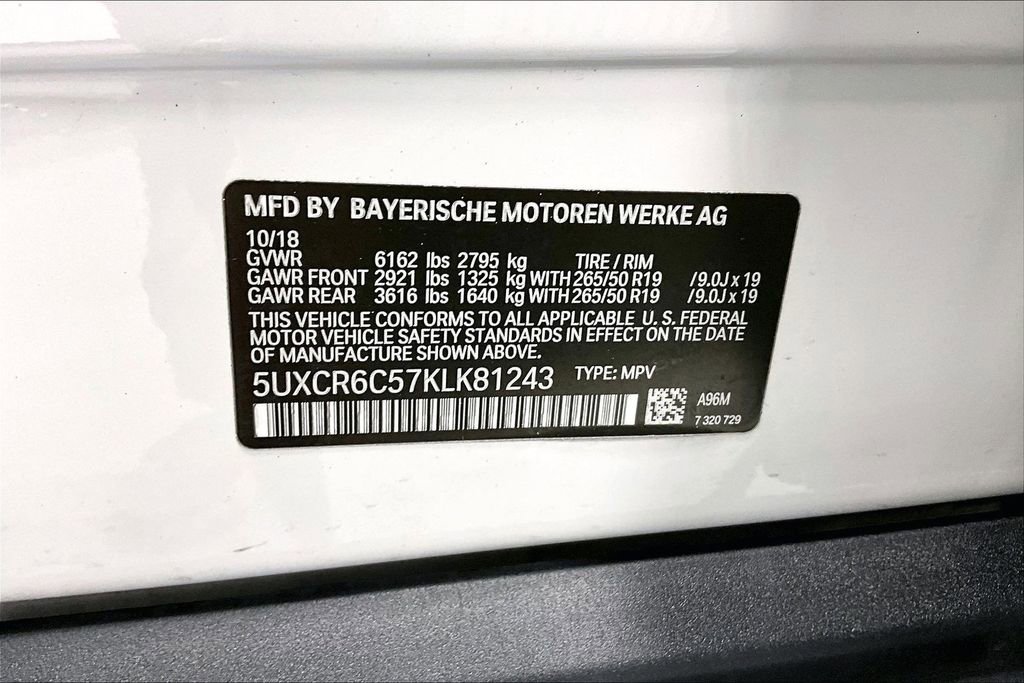 MFD BY BAYERISCHE MOTOREN WERKE AG
10/18
GVWR 6162 lbs 2795 kg TIRE / RIM
GAWR FRONT 2921 lbs 1325 kg WITH 265/50 R19 /9.0J x 19
GAWR REAR 3616 lbs 1640 kg WITH 265/50 R19 /9.0J x 19
THIS VEHICLE CONFORMS TO ALL APPLICABLE U. S. FEDERAL
MOTOR VEHICLE SAFETY STANDARDS IN EFFECT ON THE DATE
OF MANUFACTURE SHOWN ABOVE.
5UXCR6C57KLK81243 TYPE: MPV
A96M
7 320 729